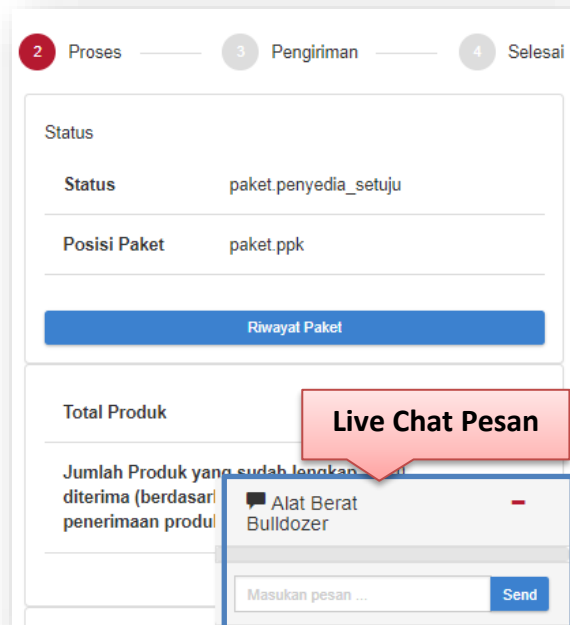 2 Proses 3 Pengiriman 4 Selesai
Status
Status paket.penyedia_setuju
Posisi Paket paket.ppk
Riwayat Paket
Total Produk
Live Chat Pesan
Jumlah Produk yang sudah lengkap
diterima (berdasar
penerimaan produ
Alat Berat
Bulldozer
Masukan pesan ...
Send